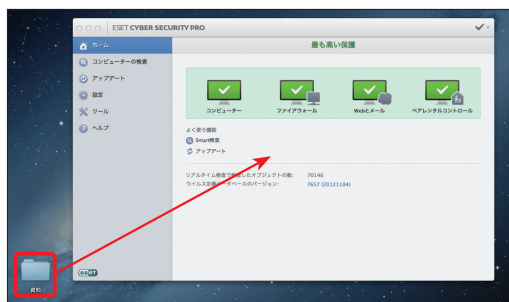 ESET CYBER SECURITY PRO
ホーム
コンピューターの検査
アップデート
設定
ツール
ヘルプ
最も高い保護
コンピューター
ファイアウォール
Webとメール
ペアレンタルコントロール
よく使う機能
Smart検査
アップデート
リアルタイム検査で検査したオブジェクトの数: 70146
ウイルス定義データベースのバージョン: 7657 (20121104)
eset
資料